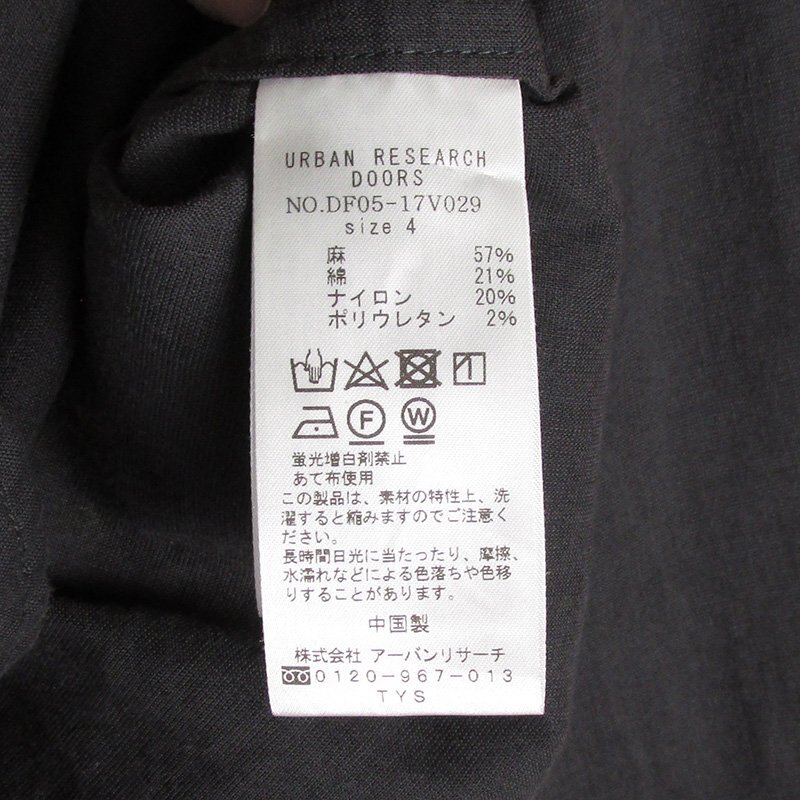 URBAN RESEARCH
DOORS
NO.DF05-17V029
size 4
麻 57%
綿 21%
ナイロン 20%
ポリウレタン 2%
F W
蛍光増白剤禁止
あて布使用
この製品は、素材の特性上、洗
濯すると縮みますのでご注意く
ださい。
長時間日光に当たったり、摩擦、
水濡れなどによる色落ちや色移
りすることがあります。
中国製
株式会社 アーバンリサーチ
0120-967-013
TYS